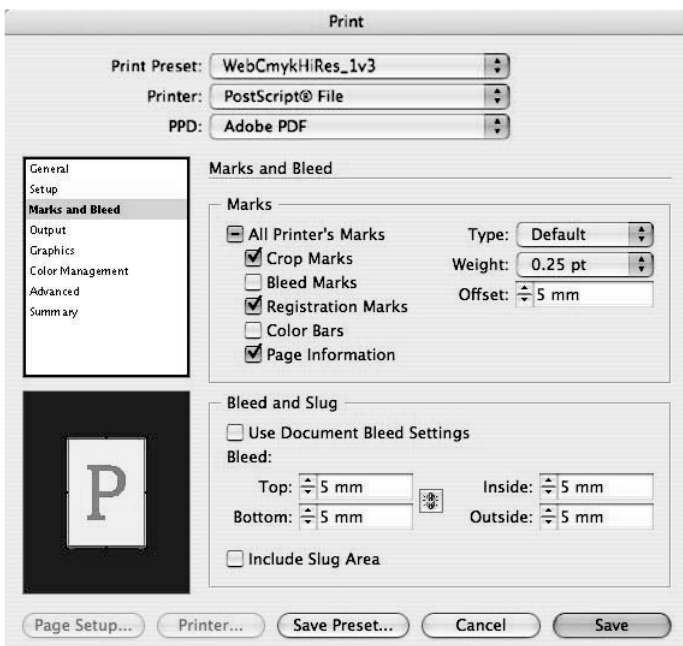 Print
Print Preset: WebCmykHiRes_1v3
Printer: PostScript® File
PPD: Adobe PDF
General
Setup
Marks and Bleed
Output
Graphics
Color Management
Advanced
Summary
Marks and Bleed
Marks
All Printer's Marks
Crop Marks
Bleed Marks
Registration Marks
Color Bars
Page Information
Type: Default
Weight: 0.25 pt
Offset: 5 mm
P
Bleed and Slug
Use Document Bleed Settings
Bleed:
Top: 5 mm Inside: 5 mm
Bottom: 5 mm Outside: 5 mm
Include Slug Area
Page Setup... Printer... Save Preset... Cancel Save